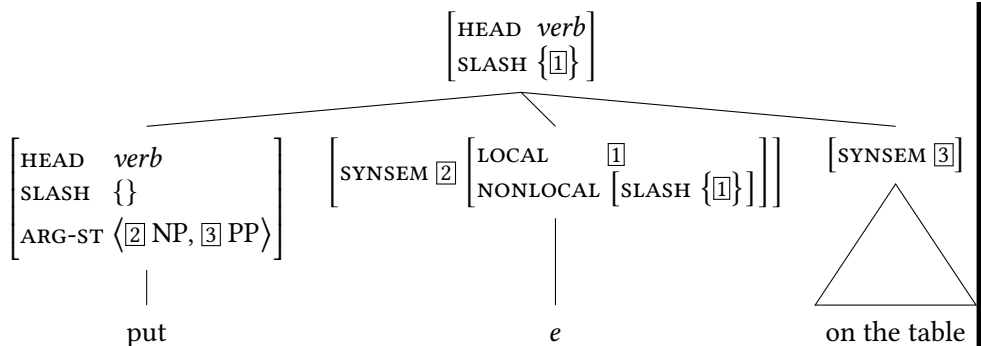 [HEAD verb
SLASH {1}]
[HEAD verb
SLASH {}
ARG-ST ⟨2 NP, 3 PP⟩]
[SYNSEM 2 [LOCAL 1
NONLOCAL [SLASH {1}]]]
[SYNSEM 3]
put
e
on the table